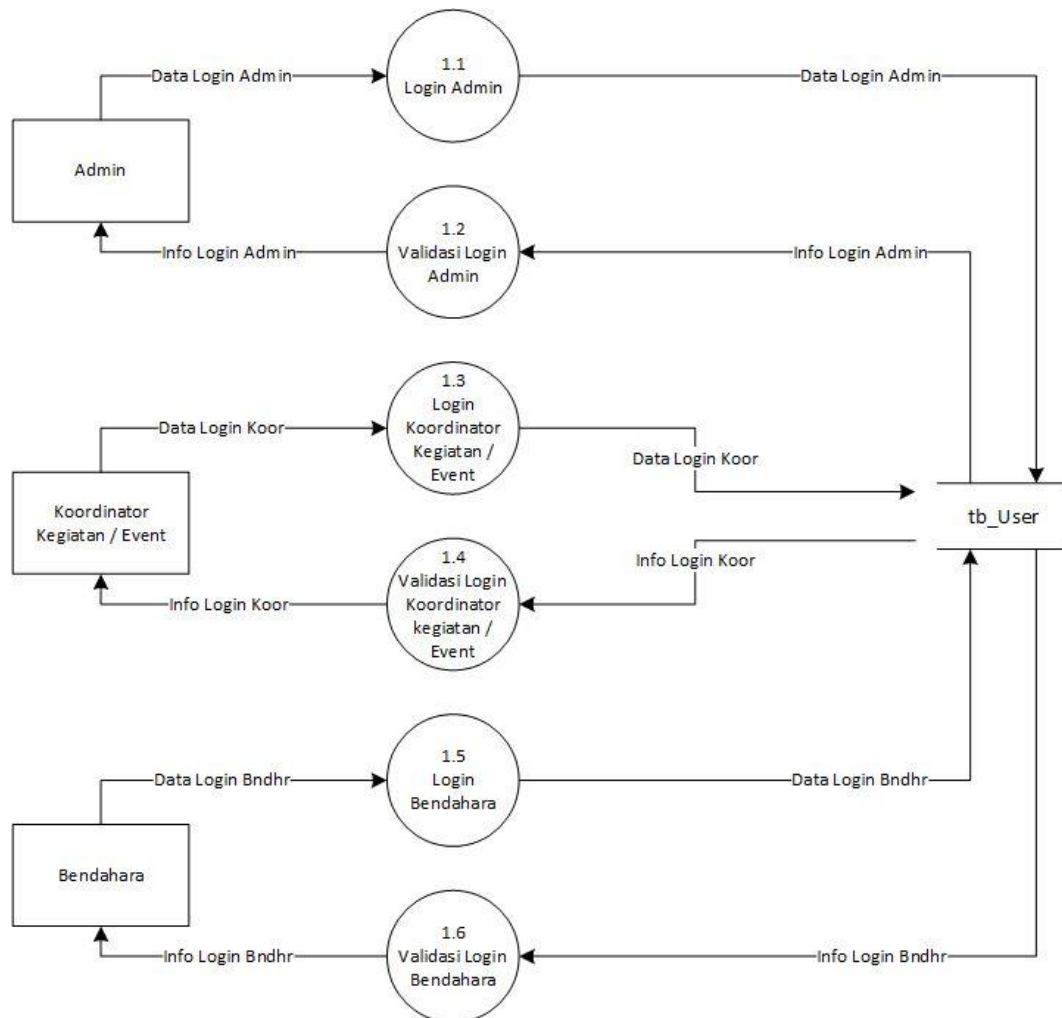 1.1
Login Admin
Data Login Admin
Data Login Admin
Admin
1.2
Validasi Login
Admin
Info Login Admin
Info Login Admin
1.3
Login
Koordinator
Kegiatan /
Event
Data Login Koor
Data Login Koor
Koordinator
Kegiatan / Event
tb_User
1.4
Validasi Login
Koordinator
kegiatan /
Event
Info Login Koor
Info Login Koor
1.5
Login
Bendahara
Data Login Bndhr
Data Login Bndhr
Bendahara
1.6
Validasi Login
Bendahara
Info Login Bndhr
Info Login Bndhr